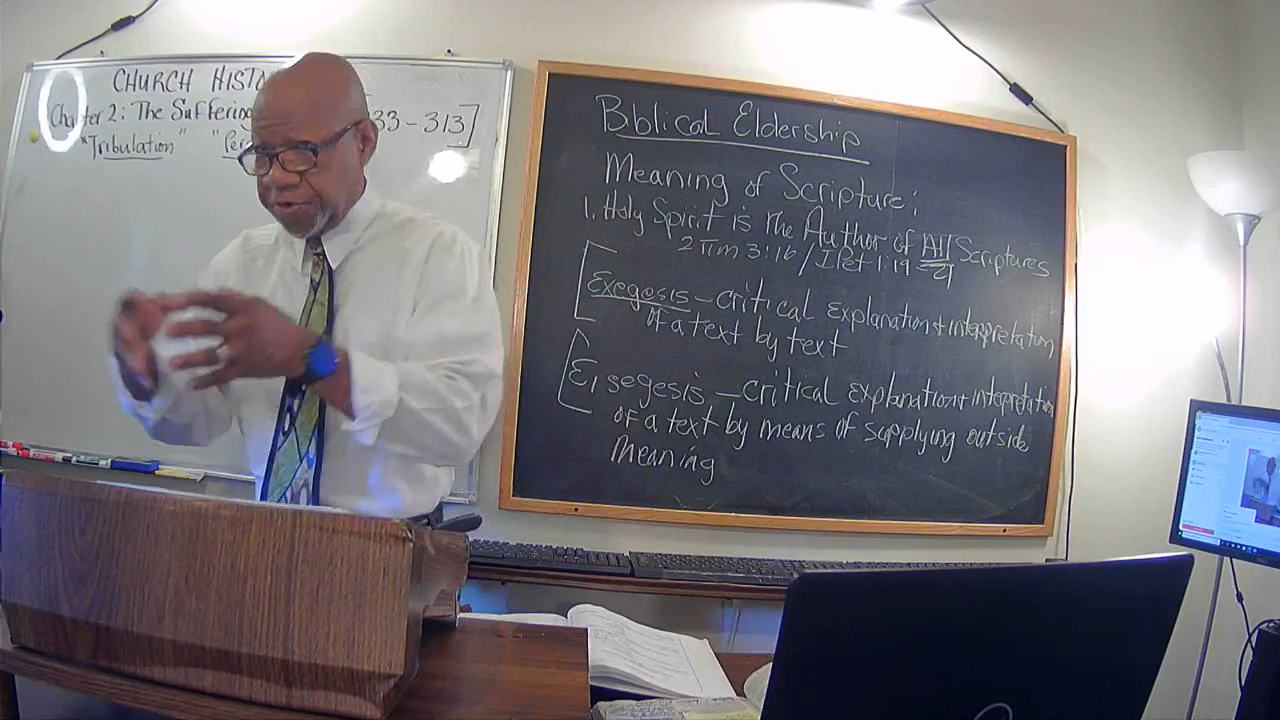 CHURCH HISTO
Chapter 2: The Suffering 33-313]
"Tribulation" "Per
Biblical Eldership
Meaning of Scripture:
1. Holy Spirit is the Author of All Scriptures
2 Tim 3:16 / I Pet 1:19-21
[Exegesis - critical explanation & interpretation
of a text by text
[Eisegesis - critical explanation & interpretation
of a text by means of supplying outside
meaning